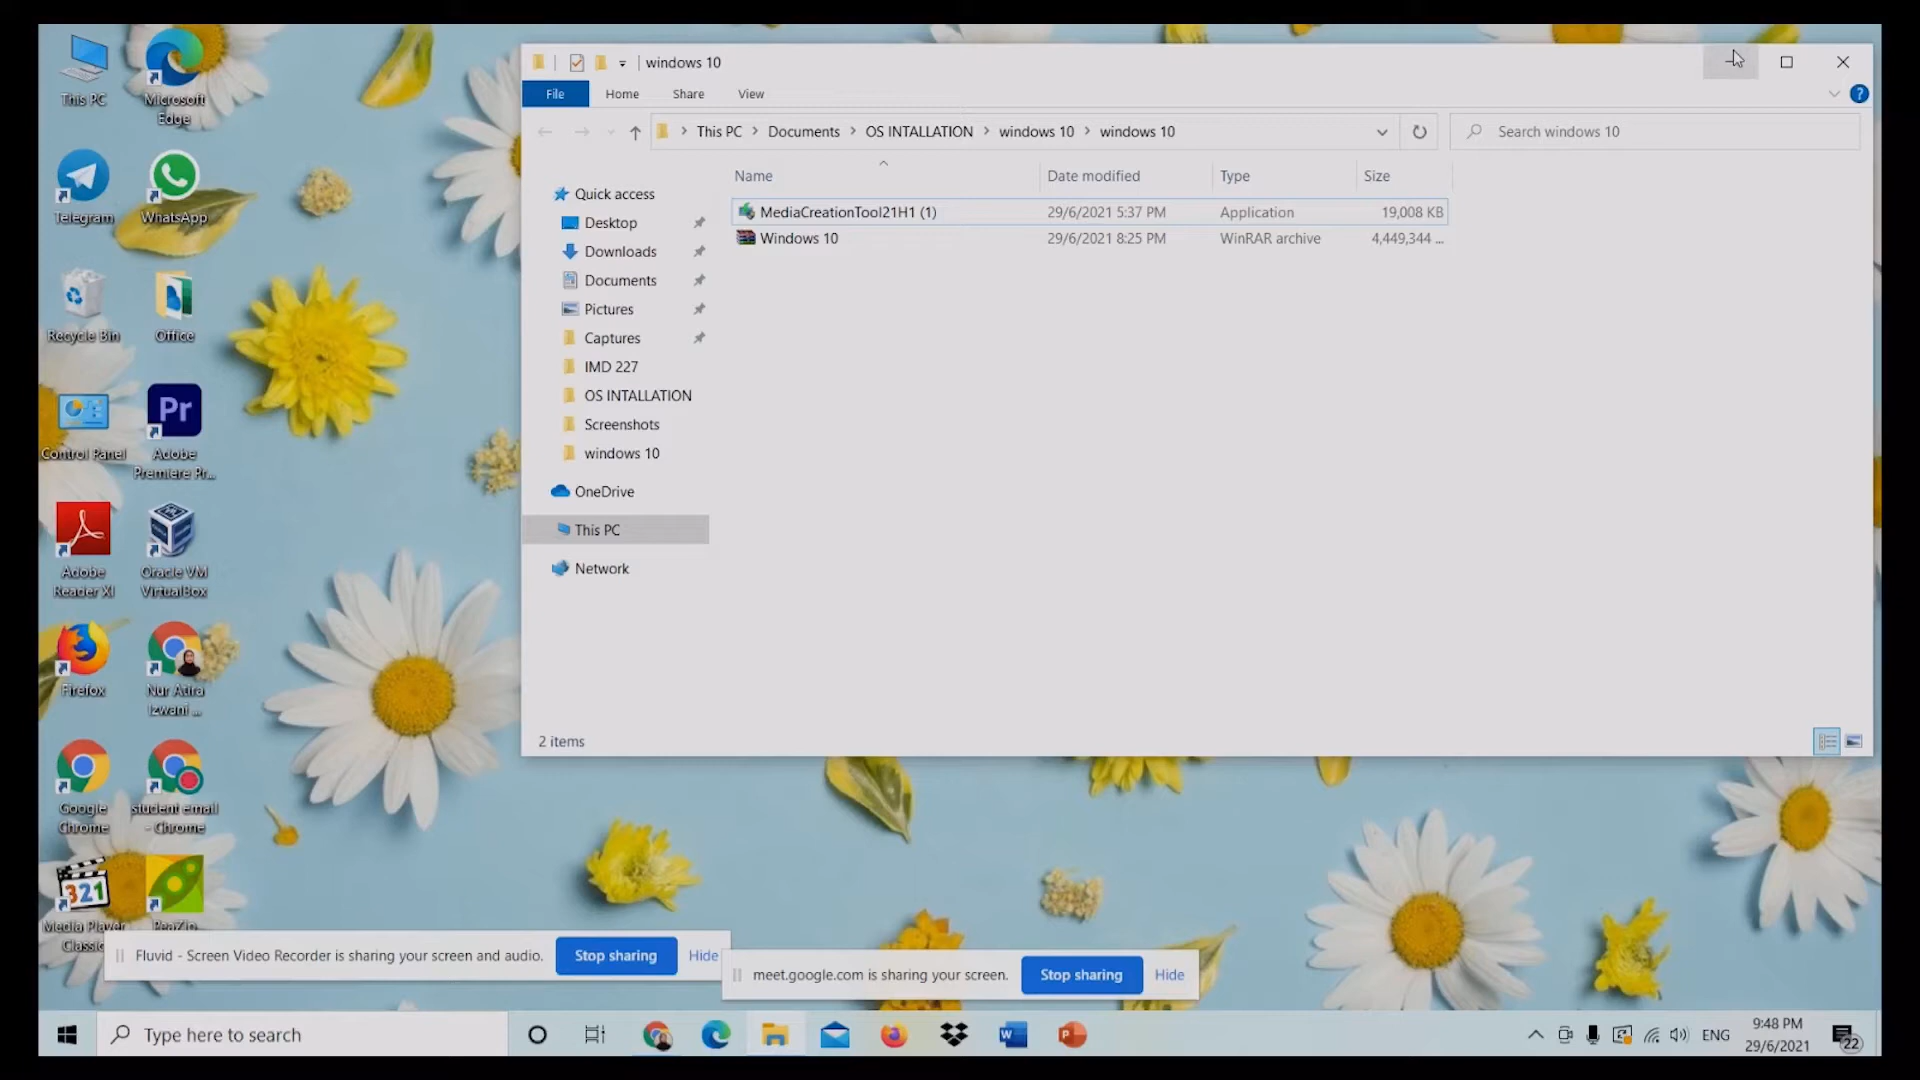 This PC
Microsoft
Edge
Telegram
WhatsApp
Recycle Bin
Office
Control Panel
Pr
Adobe
Premiere Pr...
Adobe
Reader XI
Oracle VM
VirtualBox
Firefox
Nur Atira
Izwani ...
Google
Chrome
student email
- Chrome
321
Media Player
Classic
PeaZip
windows 10
File
Home
Share
View
?
This PC
Documents
OS INTALLATION
windows 10
windows 10
Search windows 10
Quick access
Desktop
Downloads
Documents
Pictures
Captures
IMD 227
OS INTALLATION
Screenshots
windows 10
OneDrive
This PC
Network
Name
Date modified
Type
Size
MediaCreationTool21H1 (1)
29/6/2021 5:37 PM
Application
19,008 KB
Windows 10
29/6/2021 8:25 PM
WinRAR archive
4,449,344 ...
2 items
Fluvid - Screen Video Recorder is sharing your screen and audio.
Stop sharing
Hide
meet.google.com is sharing your screen.
Stop sharing
Hide
Type here to search
ENG
9:48 PM
29/6/2021
22